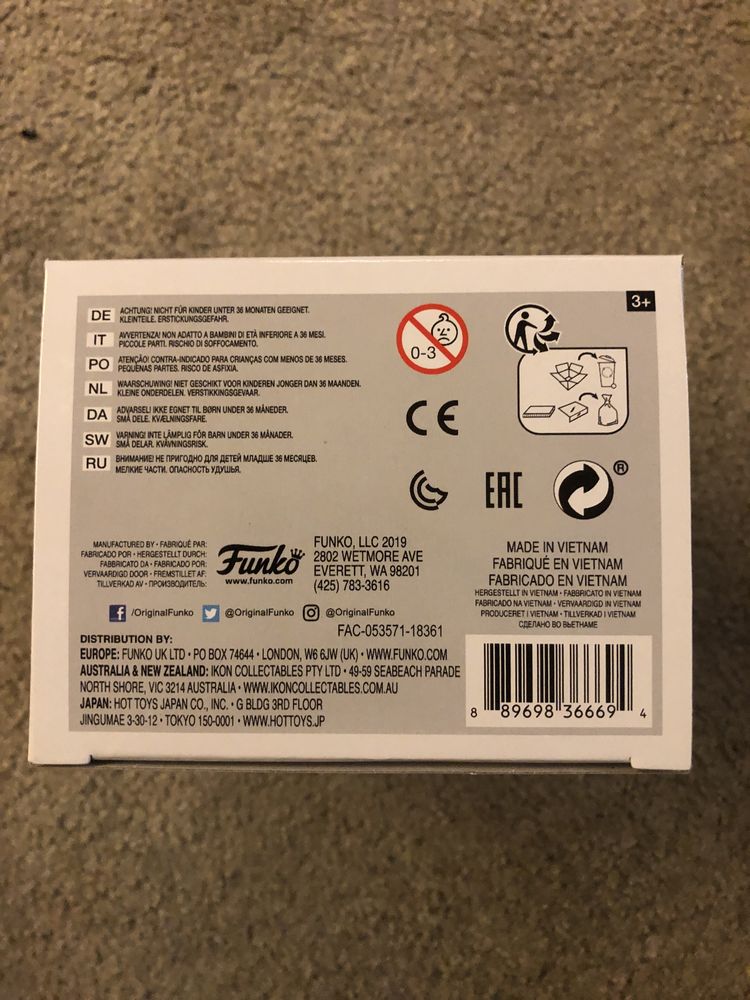 3+
DE ACHTUNG! NICHT FÜR KINDER UNTER 36 MONATEN GEEIGNET.
KLEINTEILE. ERSTICKUNGSGEFAHR.
IT AVVERTENZA! NON ADATTO A BAMBINI DI ETÀ INFERIORE A 36 MESI.
PICCOLE PARTI. RISCHIO DI SOFFOCAMENTO.
PO ATENÇÃO! CONTRA-INDICADO PARA CRIANÇAS COM MENOS DE 36 MESES.
PEQUENAS PARTES. RISCO DE ASFIXIA.
NL WAARSCHUWING! NIET GESCHIKT VOOR KINDEREN JONGER DAN 36 MAANDEN.
KLEINE ONDERDELEN. VERSTIKKINGSGEVAAR.
DA ADVARSEL! IKKE EGNET TIL BØRN UNDER 36 MÅNEDER.
SMÅ DELE. KVÆLNINGSFARE.
SW VARNING! INTE LÄMPLIG FÖR BARN UNDER 36 MÅNADER.
SMÅ DELAR. KVÄVNINGSRISK.
RU ВНИМАНИЕ! НЕ ПРИГОДНО ДЛЯ ДЕТЕЙ МЛАДШЕ 36 МЕСЯЦЕВ.
МЕЛКИЕ ЧАСТИ. ОПАСНОСТЬ УДУШЬЯ.
0-3
CE
EAC
®
MANUFACTURED BY • FABRIQUÉ PAR:
FABRICADO POR • HERGESTELLT DURCH:
FABBRICATO DA • FABRICADO POR:
VERVAARDIGD DOOR • FREMSTILLET AF:
TILLVERKAD AV • ПРОИЗВОДИТЕЛЬ:
Funko
www.funko.com
FUNKO, LLC 2019
2802 WETMORE AVE
EVERETT, WA 98201
(425) 783-3616
MADE IN VIETNAM
FABRIQUÉ EN VIETNAM
FABRICADO EN VIETNAM
HERGESTELLT IN VIETNAM • FABBRICATO IN VIETNAM
FABRICADO NA VIETNAM • VERVAARDIGD IN VIETNAM
PRODUCERET I VIETNAM • TILLVERKAD I VIETNAM
СДЕЛАНО ВО ВЬЕТНАМЕ
f /OriginalFunko @OriginalFunko @OriginalFunko
FAC-053571-18361
DISTRIBUTION BY:
EUROPE: FUNKO UK LTD • PO BOX 74644 • LONDON, W6 6JW (UK) • WWW.FUNKO.COM
AUSTRALIA & NEW ZEALAND: IKON COLLECTABLES PTY LTD • 49-59 SEABEACH PARADE
NORTH SHORE, VIC 3214 AUSTRALIA • WWW.IKONCOLLECTABLES.COM.AU
JAPAN: HOT TOYS JAPAN CO., INC. • G BLDG 3RD FLOOR
JINGUMAE 3-30-12 • TOKYO 150-0001 • WWW.HOTTOYS.JP
8 89698 36669 4